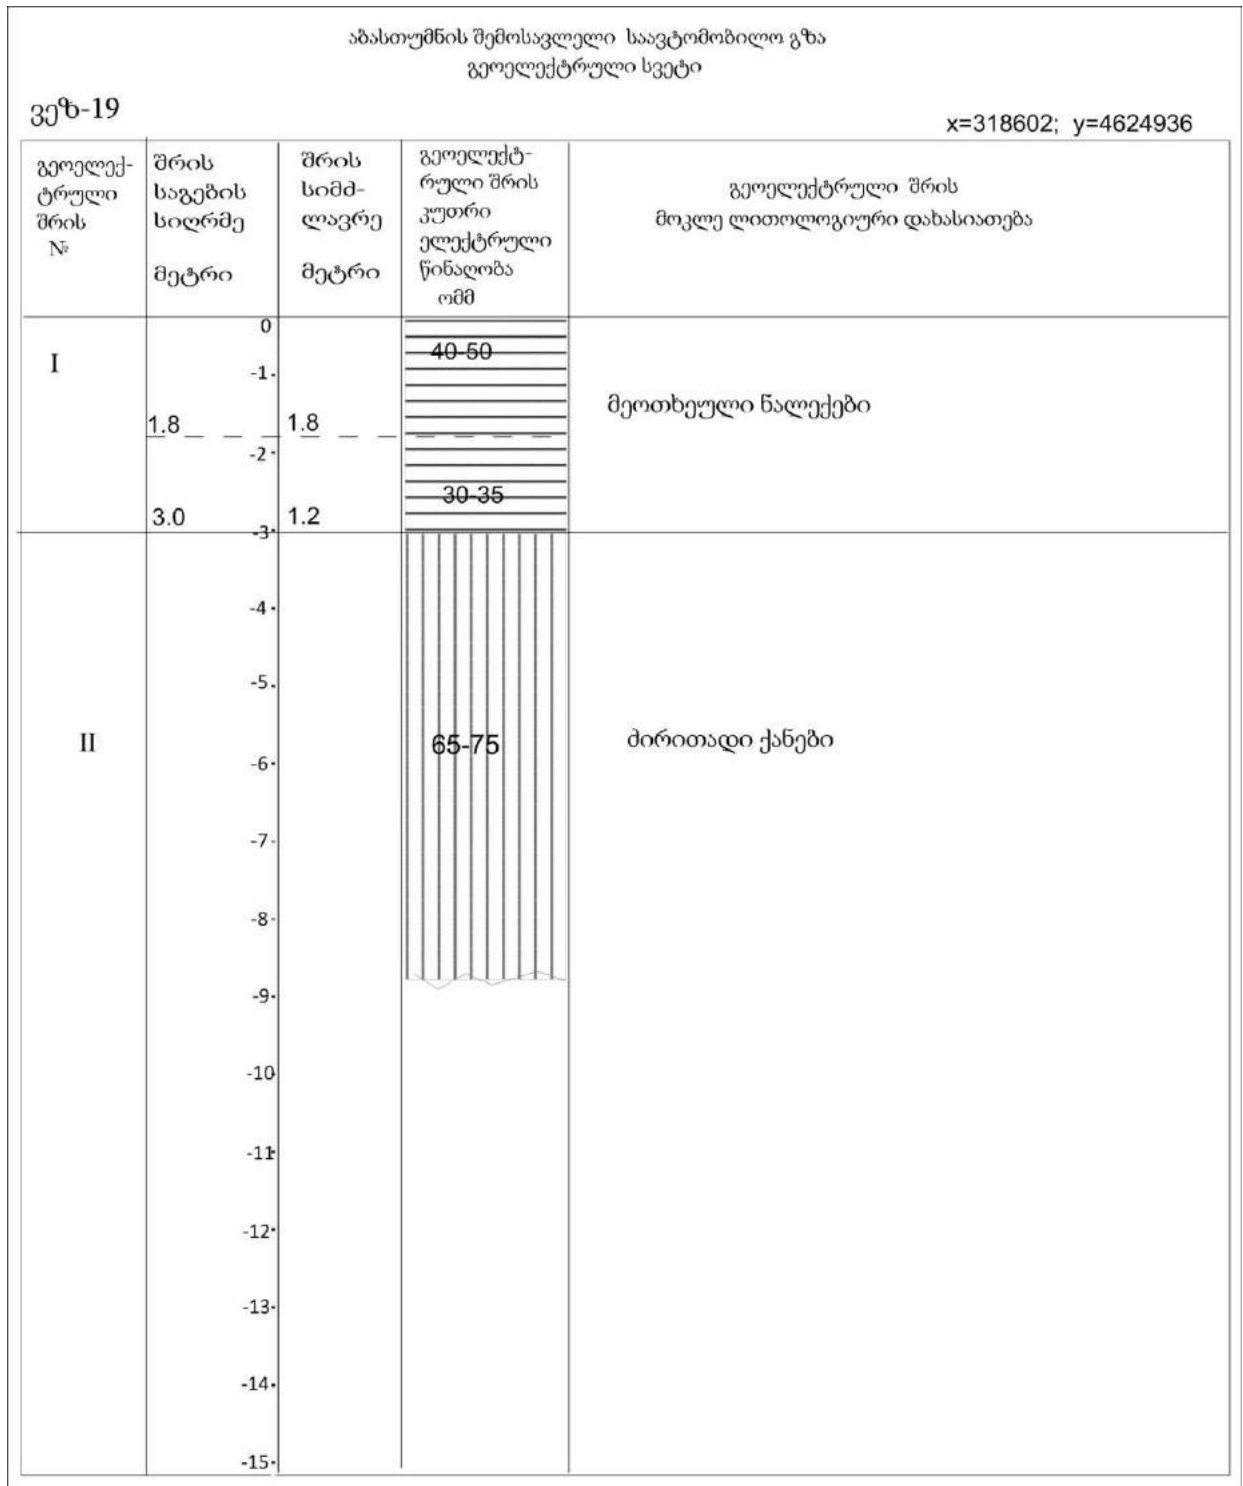 აბასთუმნის შემოსავლელი საავტომობილო გზა
გეოელექტრული სვეტი
ვეზ-19
x=318602; y=4624936
გეოელექ-
ტრული
შრის
№
შრის
საგების
სიღრმე
მეტრი
შრის
სიმძ-
ლავრე
მეტრი
გეოელექტ-
რული შრის
კუთრი
ელექტრული
წინაღობა
ომმ
გეოელექტრული შრის
მოკლე ლითოლოგიური დახასიათება
0
I
40-50
-1
მეოთხეული ნალექები
1.8
1.8
-2
30-35
3.0
1.2
-3
-4
-5
II
65-75
ძირითადი ქანები
-6
-7
-8
-9
-10
-11
-12
-13
-14
-15